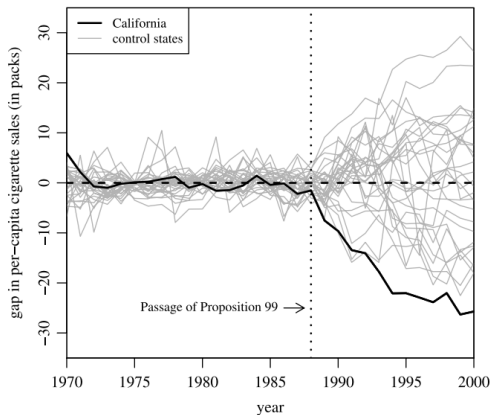 California
control states
gap in per−capita cigarette sales (in packs)
30
20
10
0
−10
−20
−30
Passage of Proposition 99
1970 1975 1980 1985 1990 1995 2000
year